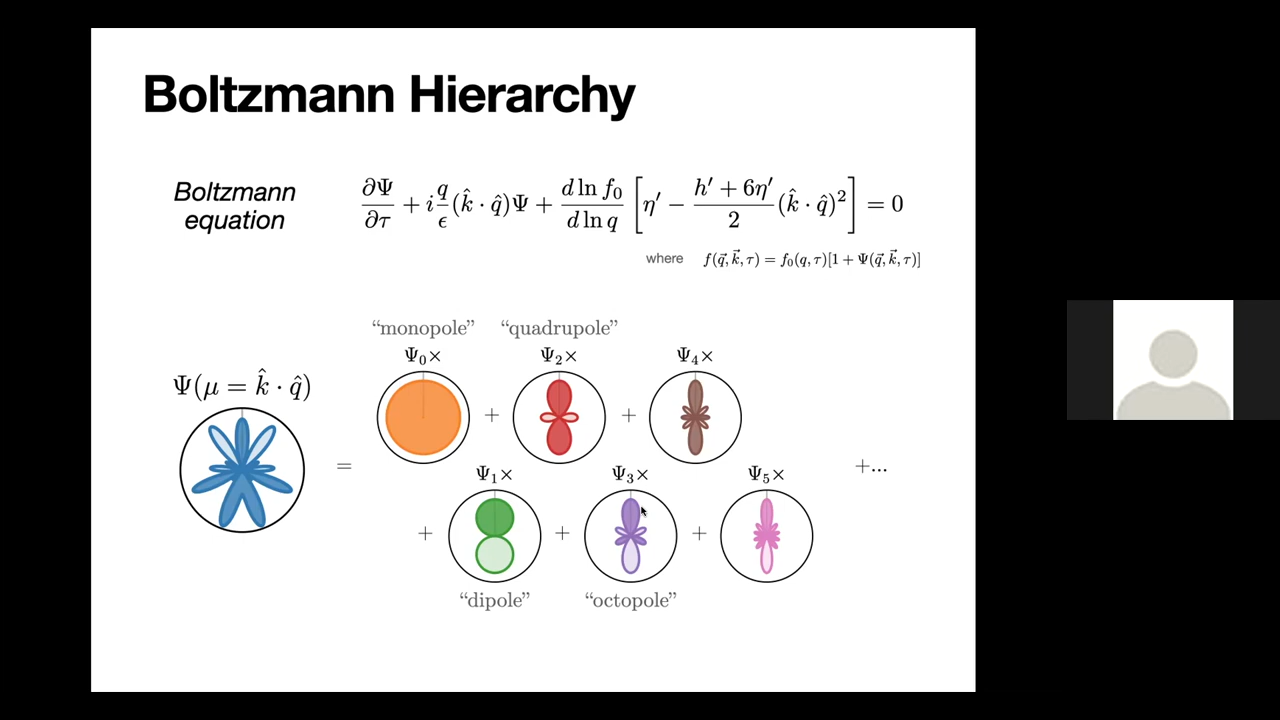 Boltzmann Hierarchy
Boltzmann
equation
∂Ψ/∂τ + i q/ϵ (k̂ · q̂)Ψ + d ln f₀/d ln q [η′ − (h′ + 6η′)/2 (k̂ · q̂)²] = 0
where f(q⃗, k⃗, τ) = f₀(q, τ)[1 + Ψ(q⃗, k⃗, τ)]
“monopole” “quadrupole”
Ψ₀× Ψ₂× Ψ₄×
Ψ(μ = k̂ · q̂)
+ +
= +...
Ψ₁× Ψ₃× Ψ₅×
+ + +
“dipole” “octopole”